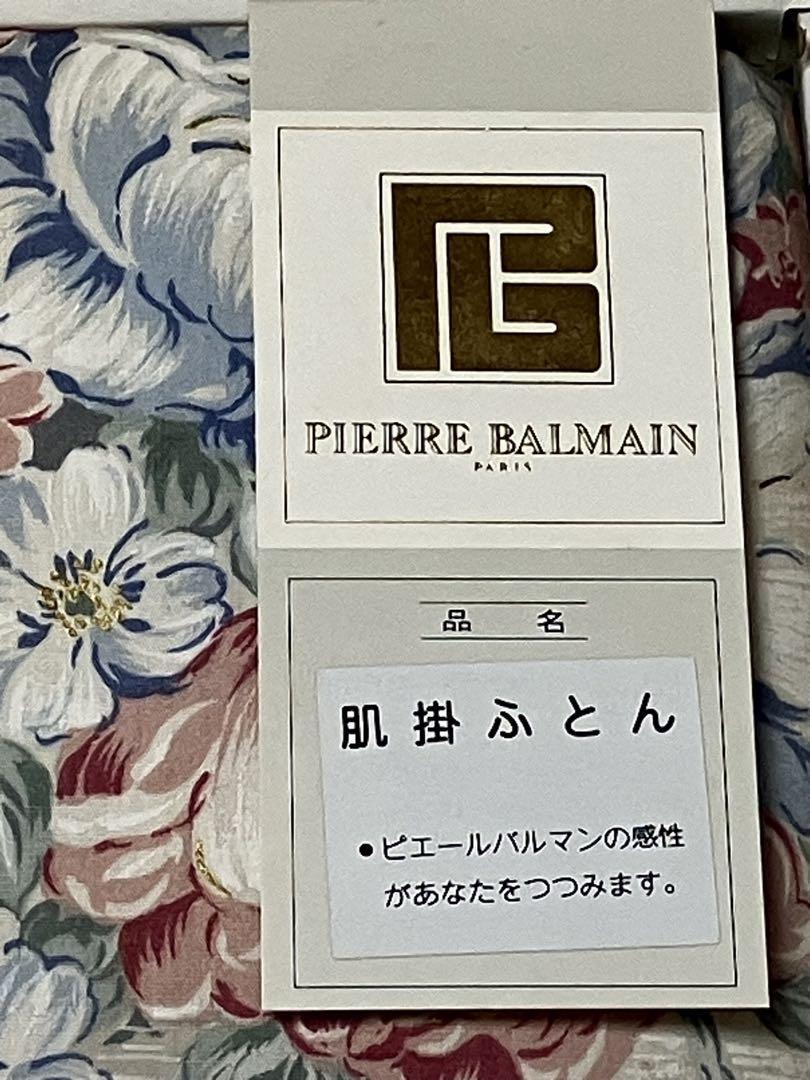 PIERRE BALMAIN
PARIS
品 名
肌掛ふとん
●ピエールバルマンの感性
があなたをつつみます。